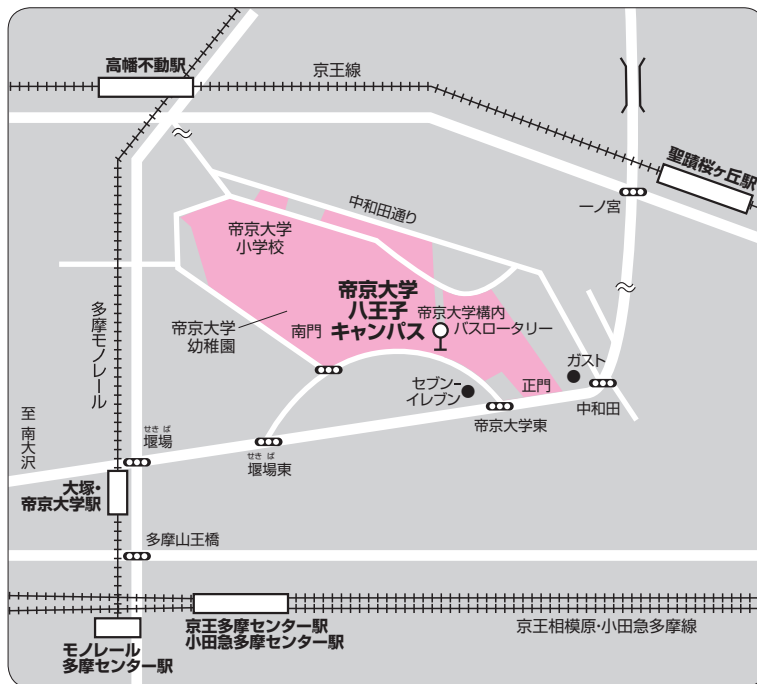 高幡不動駅
京王線
聖蹟桜ヶ丘駅
一ノ宮
中和田通り
帝京大学
小学校
帝京大学
八王子
キャンパス
帝京大学構内
バスロータリー
帝京大学
幼稚園
南門
多摩モノレール
ガスト
セブン-
イレブン
正門
中和田
帝京大学東
至 南大沢
せき ば
堰場
せき ば
堰場東
大塚・
帝京大学駅
多摩山王橋
京王多摩センター駅
小田急多摩センター駅
京王相模原・小田急多摩線
モノレール
多摩センター駅